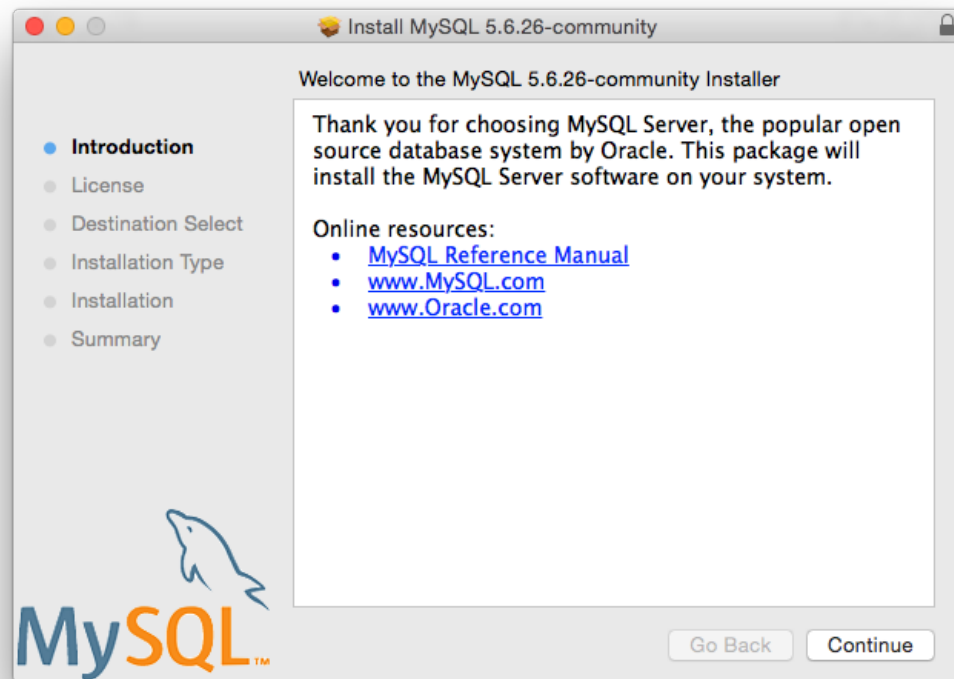 Install MySQL 5.6.26-community
Welcome to the MySQL 5.6.26-community Installer
Introduction
License
Destination Select
Installation Type
Installation
Summary
Thank you for choosing MySQL Server, the popular open
source database system by Oracle. This package will
install the MySQL Server software on your system.
Online resources:
• MySQL Reference Manual
• www.MySQL.com
• www.Oracle.com
MySQL™
Go Back
Continue